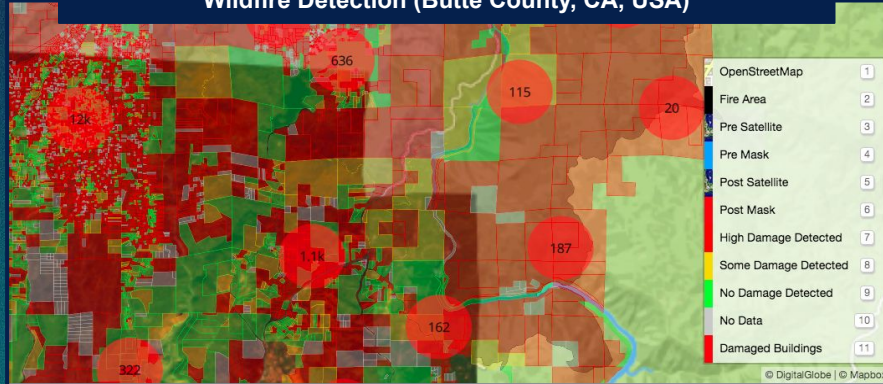 Wildfire Detection (Butte County, CA, USA)
636
115
20
12k
1.1k
187
162
322
OpenStreetMap 1
Fire Area 2
Pre Satellite 3
Pre Mask 4
Post Satellite 5
Post Mask 6
High Damage Detected 7
Some Damage Detected 8
No Damage Detected 9
No Data 10
Damaged Buildings 11
© DigitalGlobe | © Mapbox